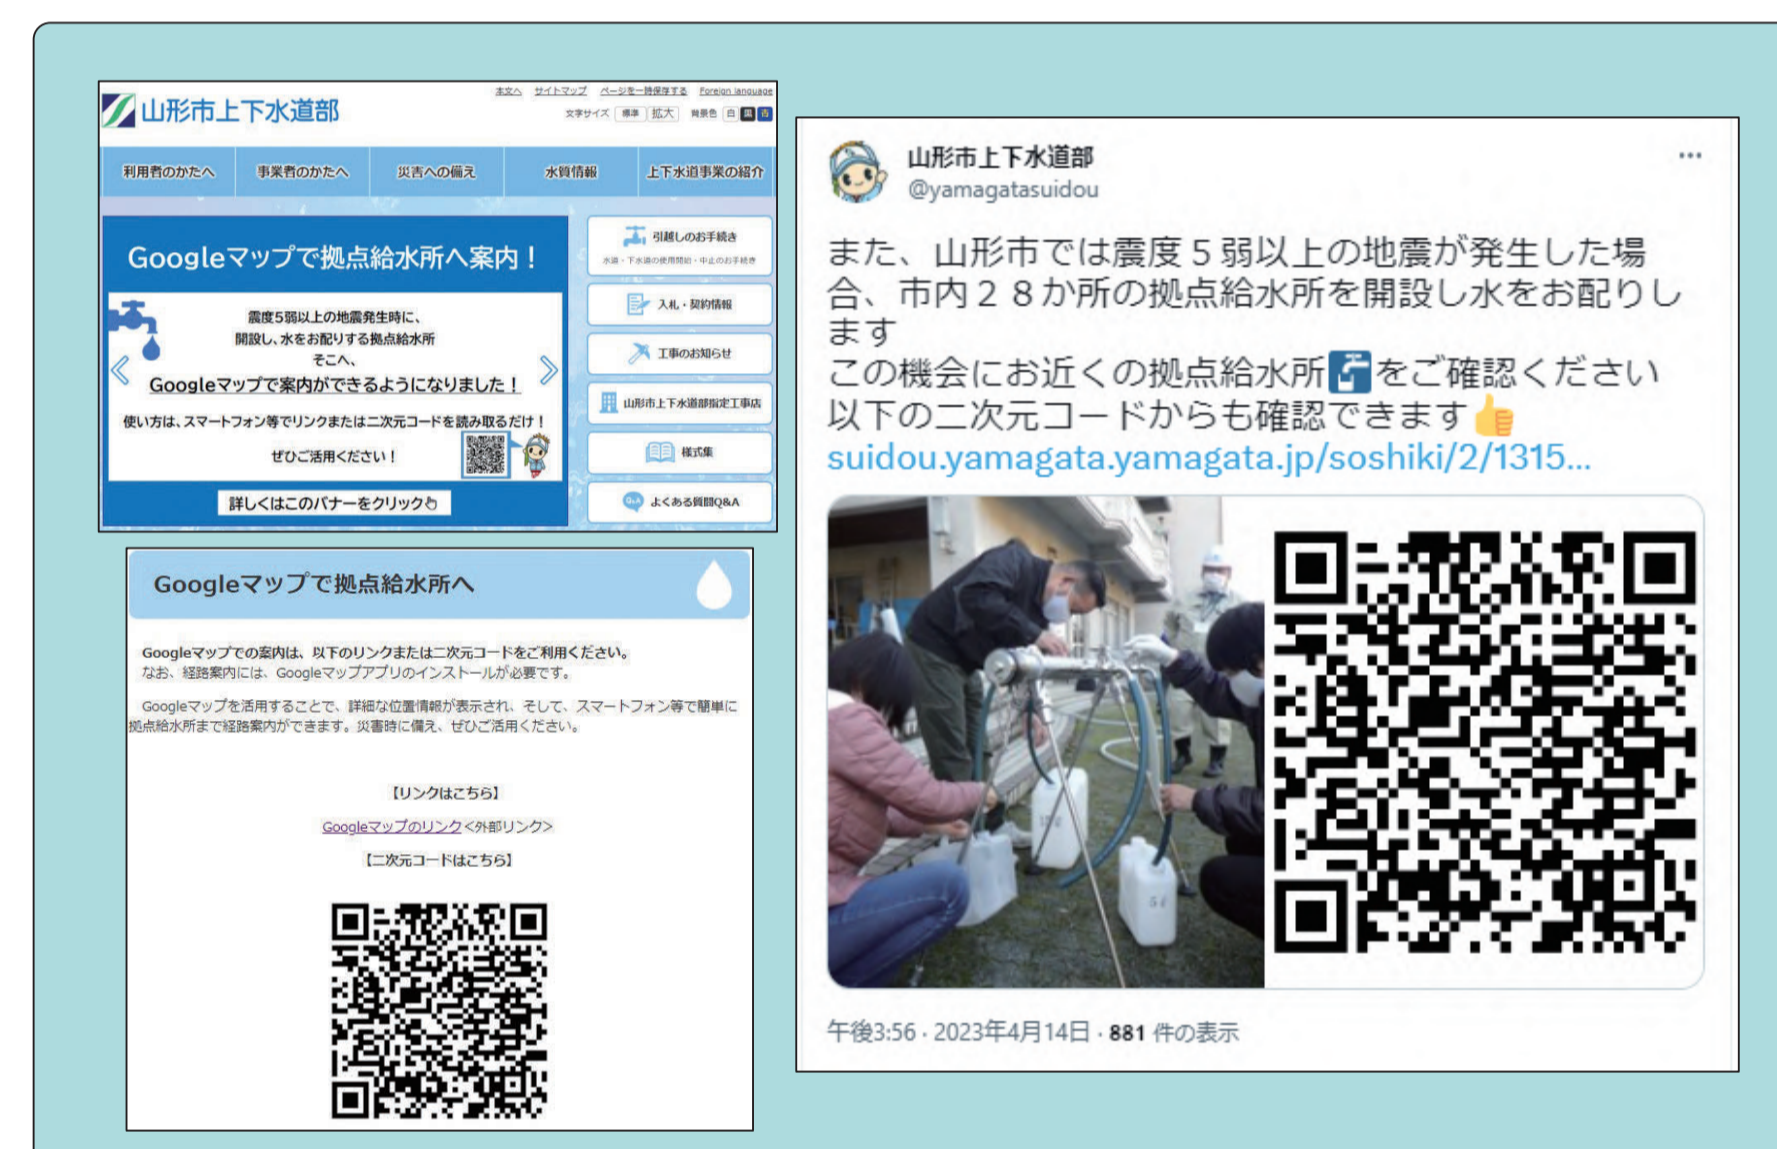 山形市上下水道部
本文へ サイトマップ ページを一時保存する Foreign language
文字サイズ 標準 拡大 背景色 白 黒 青
利用者のかたへ 事業者のかたへ 災害への備え 水質情報 上下水道事業の紹介
Googleマップで拠点給水所へ案内!
震度5弱以上の地震発生時に、
開設し、水をお配りする拠点給水所
そこへ、
Googleマップで案内ができるようになりました!
使い方は、スマートフォン等でリンクまたは二次元コードを読み取るだけ!
ぜひご活用ください!
詳しくはこのバナーをクリック
引越しのお手続き
水道・下水道の使用開始・中止のお手続き
入札・契約情報
工事のお知らせ
山形市上下水道部指定工事店
様式集
Q&A よくある質問Q&A
Googleマップで拠点給水所へ
Googleマップでの案内は、以下のリンクまたは二次元コードをご利用ください。
なお、経路案内には、Googleマップアプリのインストールが必要です。
Googleマップを活用することで、詳細な位置情報が表示され、そして、スマートフォン等で簡単に
拠点給水所まで経路案内ができます。災害時に備え、ぜひご活用ください。
【リンクはこちら】
Googleマップのリンク<外部リンク>
【二次元コードはこちら】
山形市上下水道部
@yamagatasuidou
また、山形市では震度5弱以上の地震が発生した場
合、市内28か所の拠点給水所を開設し水をお配りし
ます
この機会にお近くの拠点給水所🚰をご確認ください
以下の二次元コードからも確認できます👍
suidou.yamagata.yamagata.jp/soshiki/2/1315...
午後3:56 · 2023年4月14日 · 881 件の表示